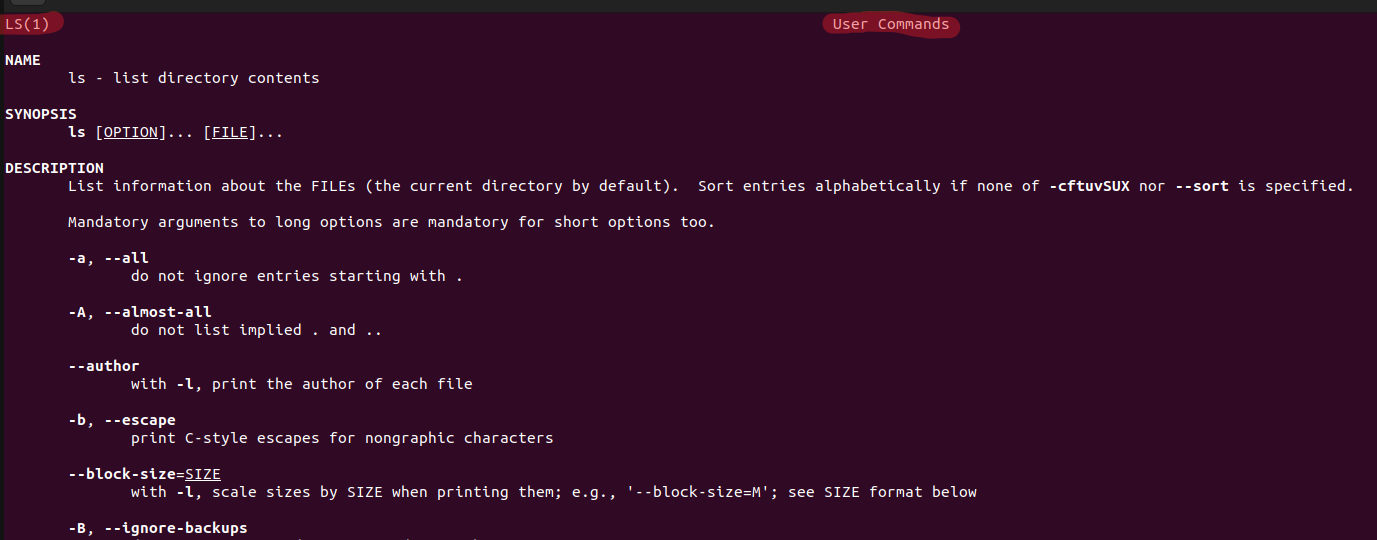 LS(1) User Commands
NAME
ls - list directory contents
SYNOPSIS
ls [OPTION]... [FILE]...
DESCRIPTION
List information about the FILEs (the current directory by default).  Sort entries alphabetically if none of -cftuvSUX nor --sort is specified.
Mandatory arguments to long options are mandatory for short options too.
-a, --all
do not ignore entries starting with .
-A, --almost-all
do not list implied . and ..
--author
with -l, print the author of each file
-b, --escape
print C-style escapes for nongraphic characters
--block-size=SIZE
with -l, scale sizes by SIZE when printing them; e.g., '--block-size=M'; see SIZE format below
-B, --ignore-backups